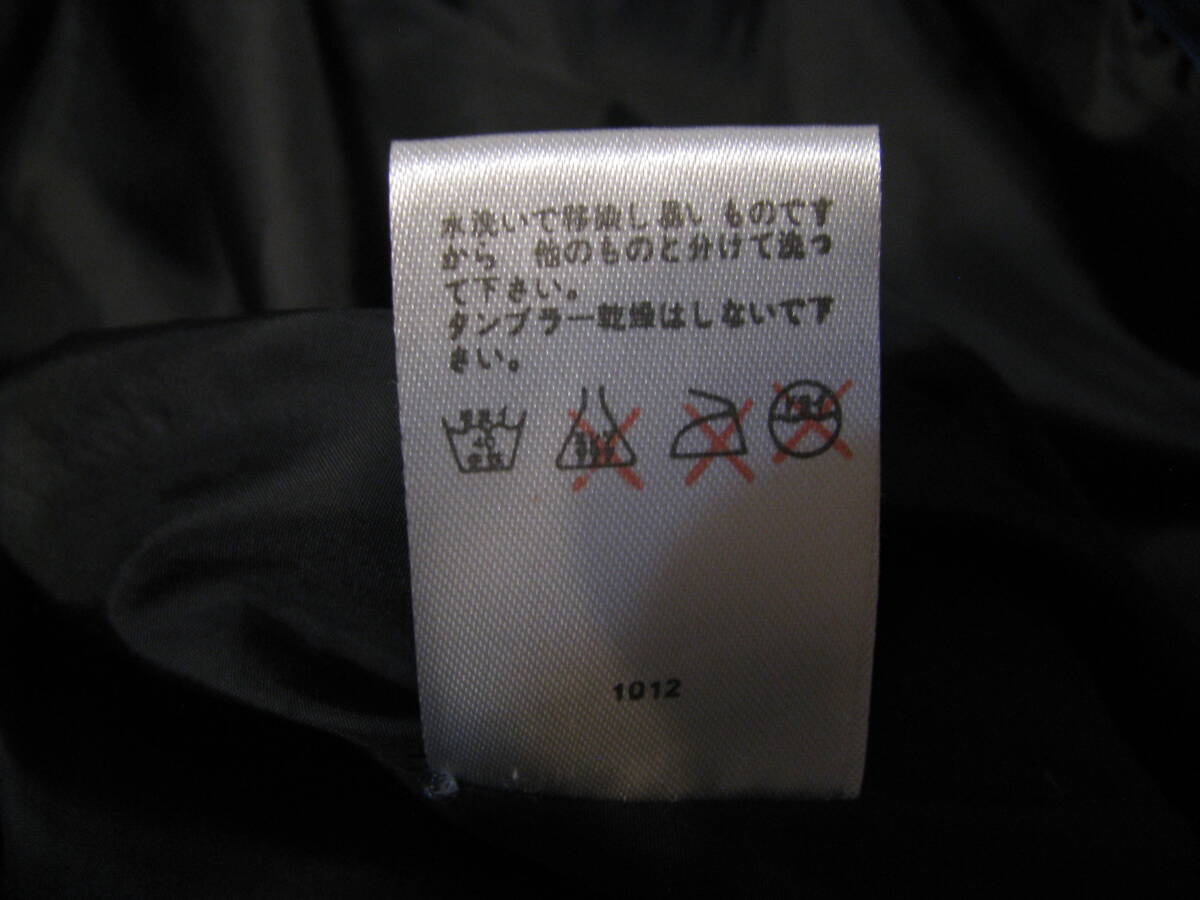 水洗いで移染し易いものです
から 他のものと分けて洗っ
て下さい。
タンブラー乾燥はしないで下
さい。
40
1012